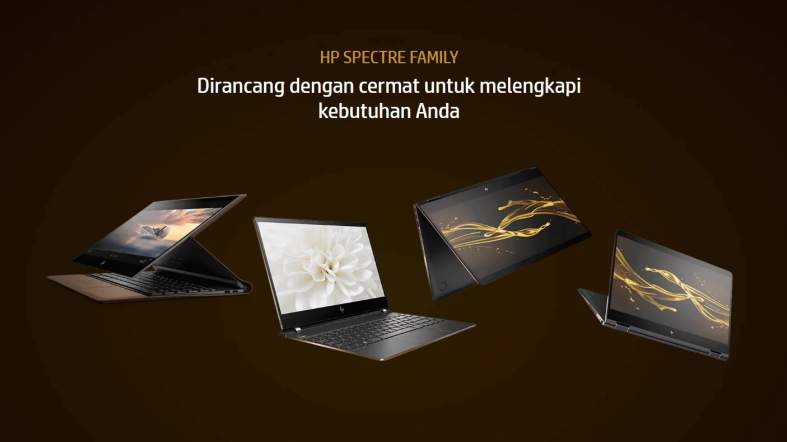 HP SPECTRE FAMILY
Dirancang dengan cermat untuk melengkapi
kebutuhan Anda